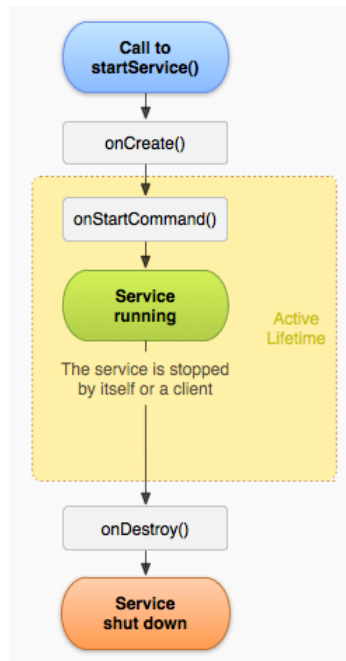 Call to
startService()
onCreate()
onStartCommand()
Service
running
Active
Lifetime
The service is stopped
by itself or a client
onDestroy()
Service
shut down